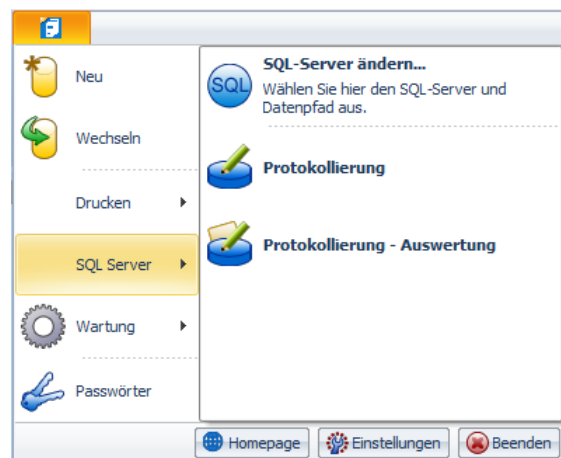 Neu
Wechseln
Drucken
SQL Server
Wartung
Passwörter
SQL
SQL-Server ändern...
Wählen Sie hier den SQL-Server und
Datenpfad aus.
Protokollierung
Protokollierung - Auswertung
Homepage
Einstellungen
Beenden